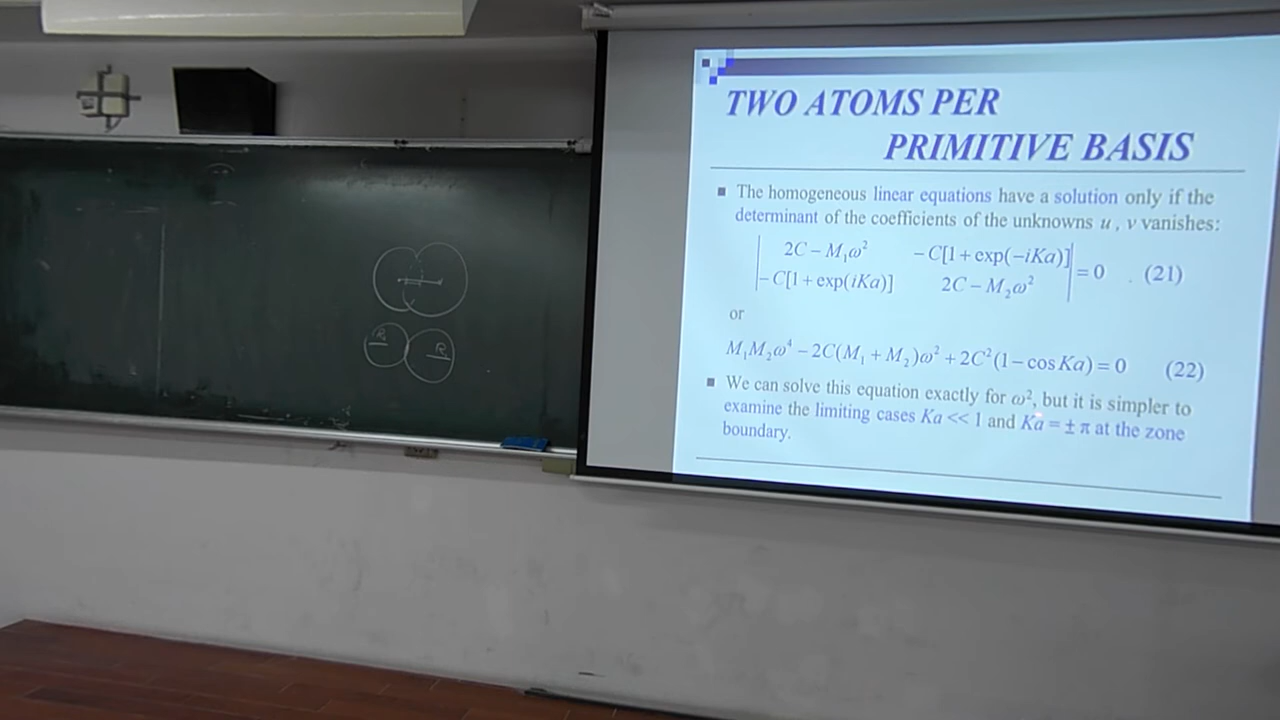 TWO ATOMS PER
PRIMITIVE BASIS
▪ The homogeneous linear equations have a solution only if the
determinant of the coefficients of the unknowns u , v vanishes:
| 2C − M₁ω² − C[1 + exp(−iKa)] |
| − C[1 + exp(iKa)] 2C − M₂ω² | = 0 . (21)
or
M₁M₂ω⁴ − 2C(M₁ + M₂)ω² + 2C²(1 − cos Ka) = 0 (22)
▪ We can solve this equation exactly for ω², but it is simpler to
examine the limiting cases Ka << 1 and Ka = ± π at the zone
boundary.